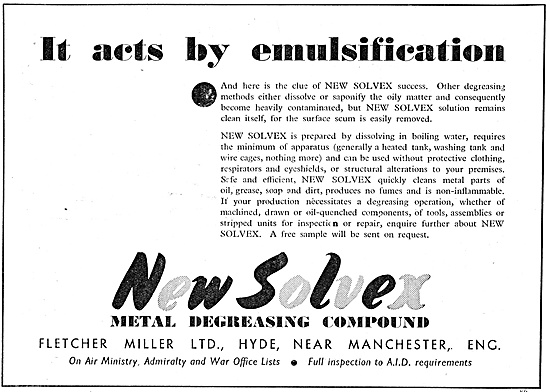 It acts by emulsification
And here is the clue of NEW SOLVEX success. Other degreasing
methods either dissolve or saponify the oily matter and consequently
become heavily contaminated, but NEW SOLVEX solution remains
clean itself, for the surface scum is easily removed.
NEW SOLVEX is prepared by dissolving in boiling water, requires
the minimum of apparatus (generally a heated tank, washing tank and
wire cages, nothing more) and can be used without protective clothing,
respirators and eyeshields, or structural alterations to your premises.
Safe and efficient, NEW SOLVEX quickly cleans metal parts of
oil, grease, soap and dirt, produces no fumes and is non-inflammable.
If your production necessitates a degreasing operation, whether of
machined, drawn or oil-quenched components, of tools, assemblies or
stripped units for inspection or repair, enquire further about NEW
SOLVEX. A free sample will be sent on request.
New Solvex
METAL DEGREASING COMPOUND
FLETCHER MILLER LTD., HYDE, NEAR MANCHESTER, ENG.
On Air Ministry, Admiralty and War Office Lists ● Full inspection to A.I.D. requirements